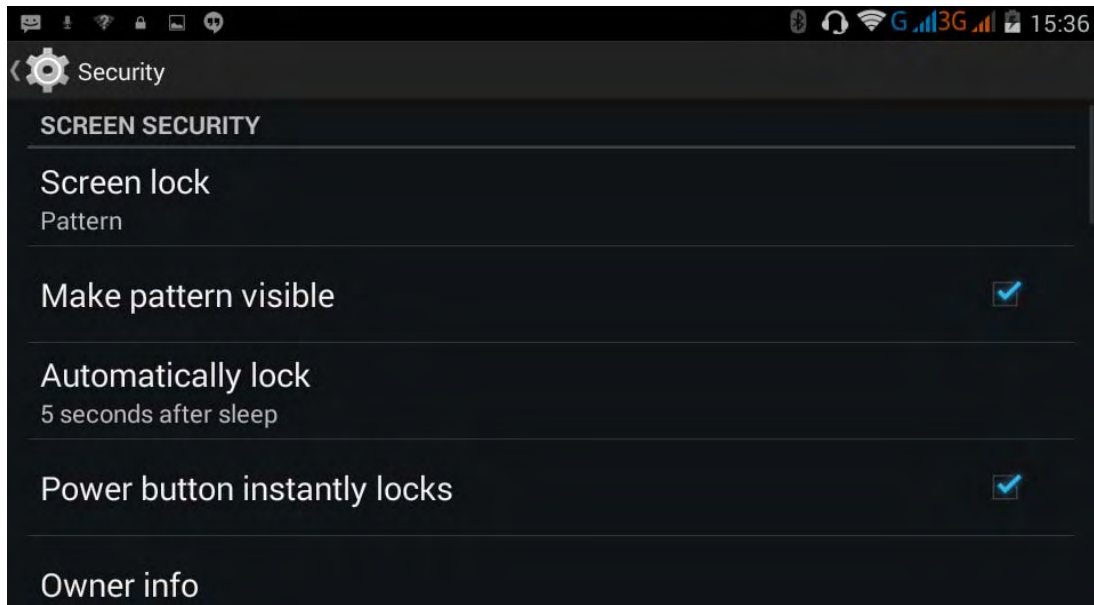 G 3G 15:36
Security
SCREEN SECURITY
Screen lock
Pattern
Make pattern visible
Automatically lock
5 seconds after sleep
Power button instantly locks
Owner info